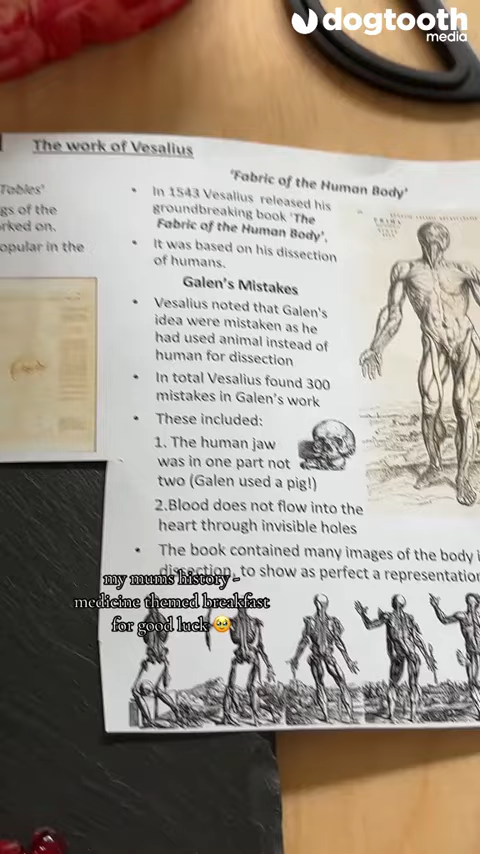 dogtooth
media
The work of Vesalius
Tables'
gs of the
rked on.
opular in the
'Fabric of the Human Body'
• In 1543 Vesalius released his
groundbreaking book 'The
Fabric of the Human Body'.
• It was based on his dissection
of humans.
Galen's Mistakes
• Vesalius noted that Galen's
idea were mistaken as he
had used animal instead of
human for dissection
• In total Vesalius found 300
mistakes in Galen's work
• These included:
1. The human jaw
was in one part not
two (Galen used a pig!)
2.Blood does not flow into the
heart through invisible holes
• The book contained many images of the body i
dissection, to show as perfect a representation
my mums history -
medicine themed breakfast
for good luck 🥹